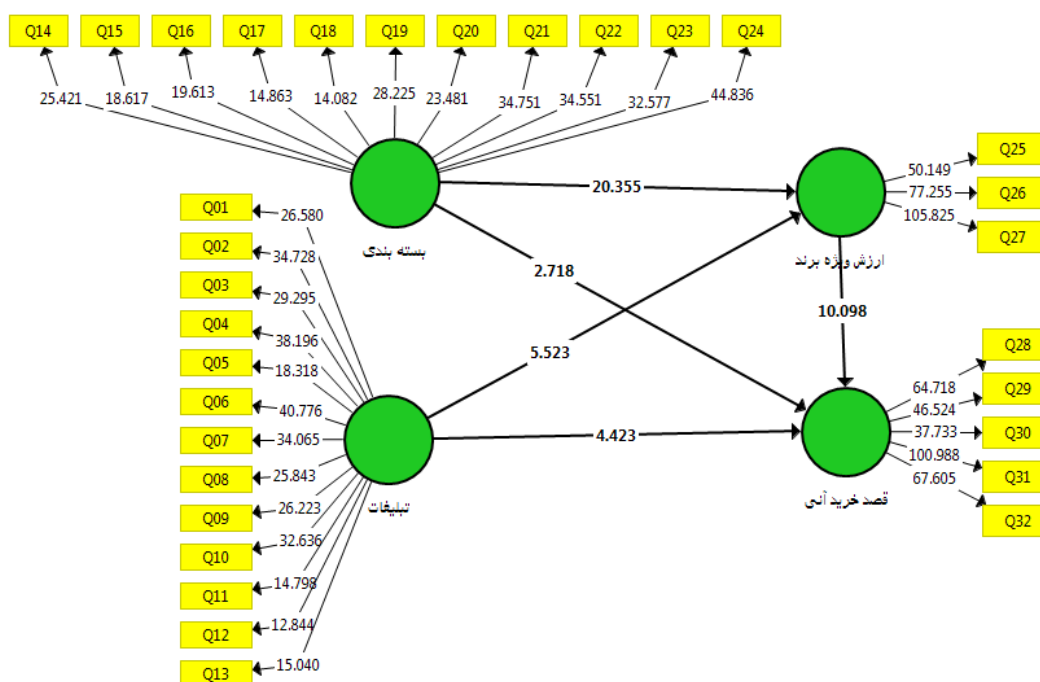 Q14 Q15 Q16 Q17 Q18 Q19 Q20 Q21 Q22 Q23 Q24
25.421 18.617 19.613 14.863 14.082 28.225 23.481 34.751 34.551 32.577 44.836
بسته بندی
20.355
2.718
5.523
4.423
10.098
ارزش ویژه برند
Q25
50.149
Q26
77.255
Q27
105.825
Q01
26.580
Q02
34.728
Q03
29.295
Q04
38.196
Q05
18.318
Q06
40.776
Q07
34.065
Q08
25.843
Q09
26.223
Q10
32.636
Q11
14.798
Q12
12.844
Q13
15.040
تبلیغات
قصد خرید آنی
Q28
64.718
Q29
46.524
Q30
37.733
Q31
100.988
Q32
67.605